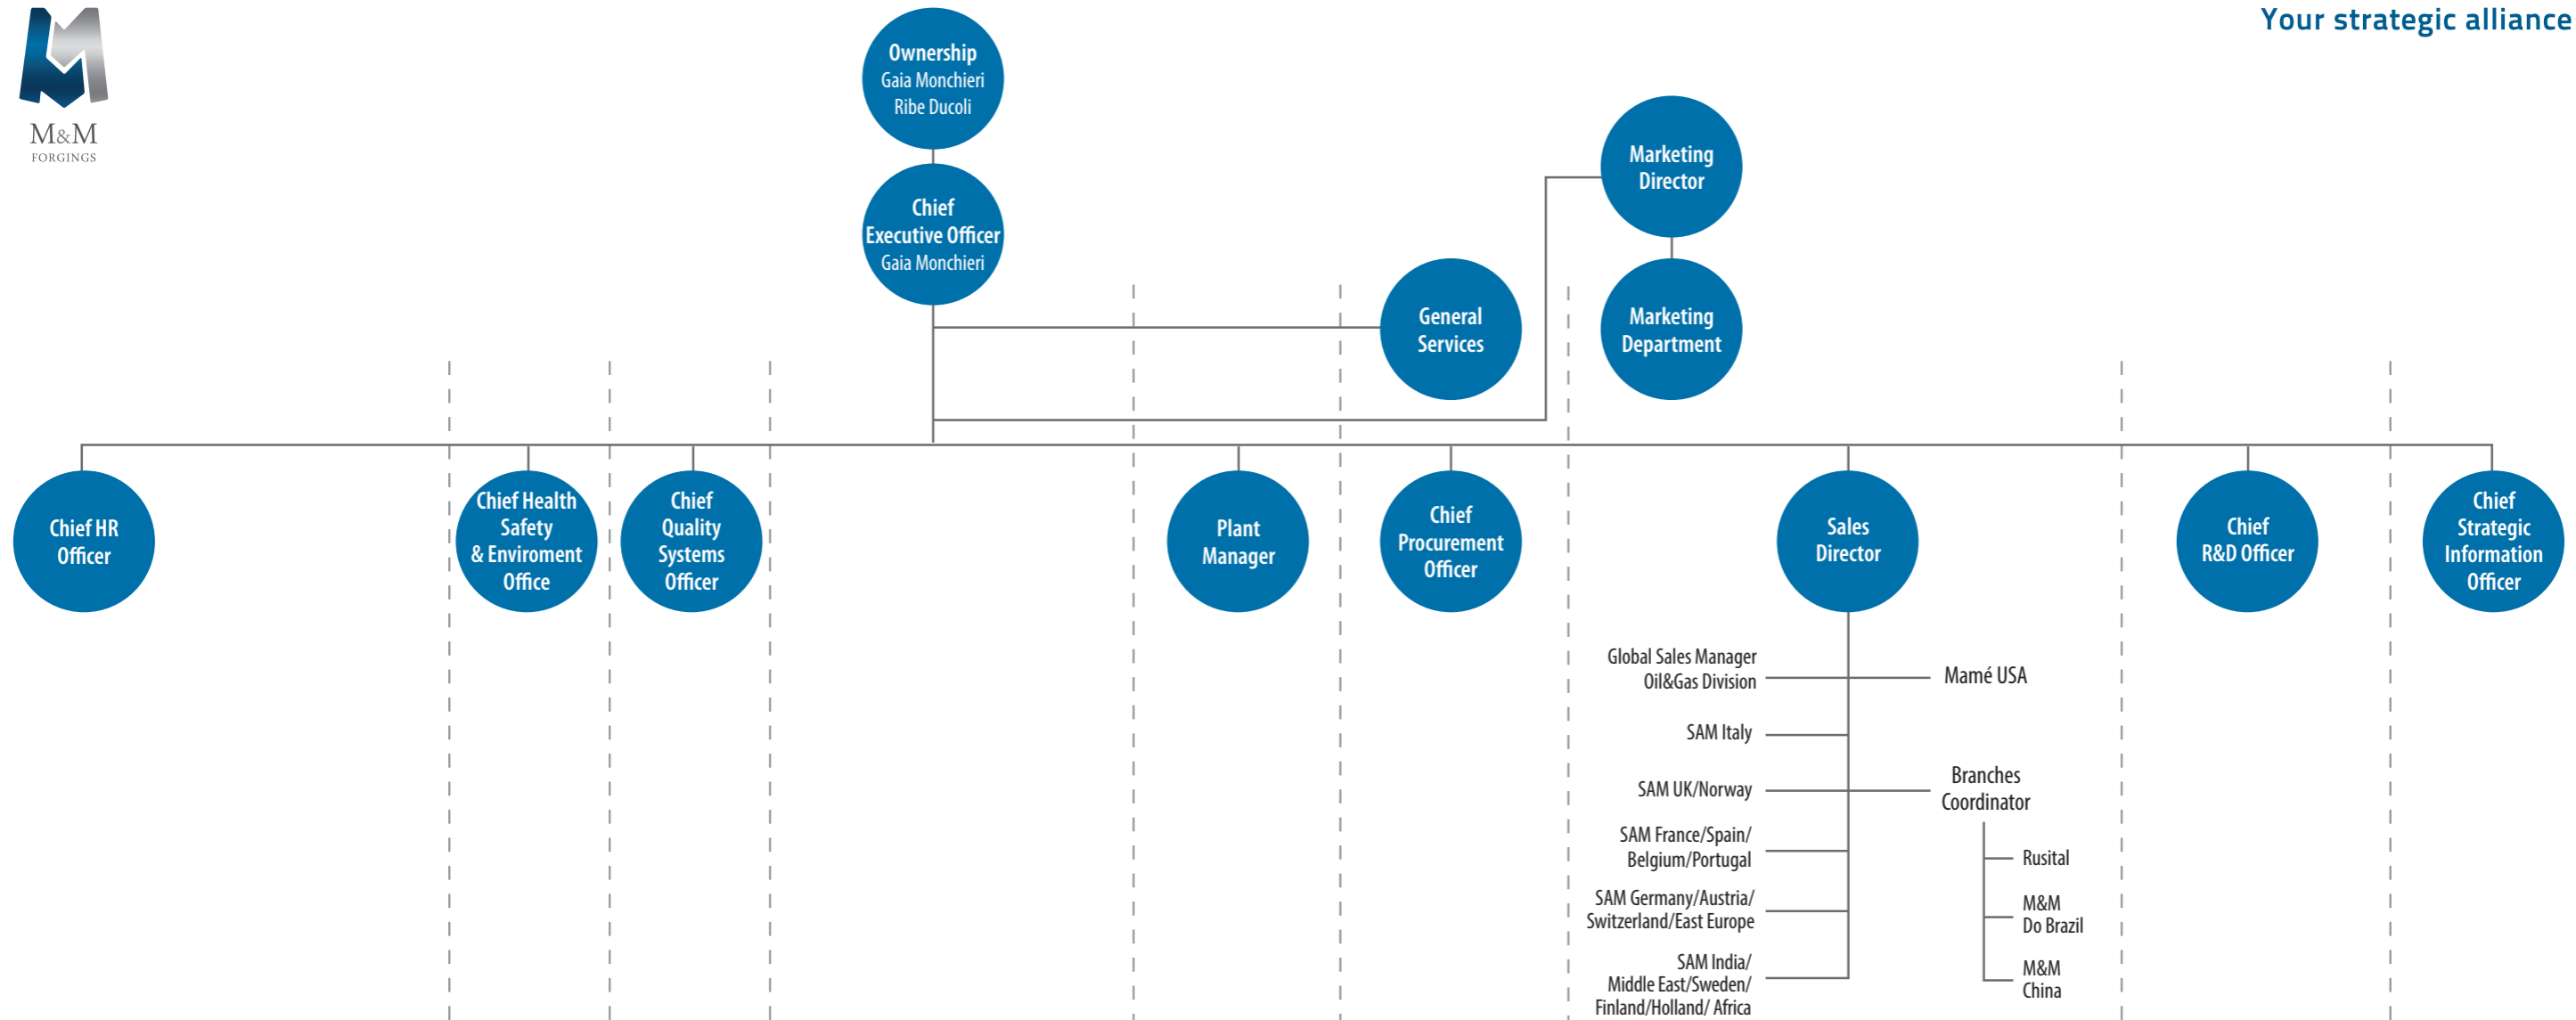 M&M
FORGINGS
Your strategic alliance
Ownership
Gaia Monchieri
Ribe Ducoli
Chief
Executive Officer
Gaia Monchieri
Marketing
Director
General
Services
Marketing
Department
Chief HR
Officer
Chief Health
Safety
& Enviroment
Office
Chief
Quality
Systems
Officer
Plant
Manager
Chief
Procurement
Officer
Sales
Director
Chief
R&D Officer
Chief
Strategic
Information
Officer
Global Sales Manager
Oil&Gas Division
SAM Italy
SAM UK/Norway
SAM France/Spain/
Belgium/Portugal
SAM Germany/Austria/
Switzerland/East Europe
SAM India/
Middle East/Sweden/
Finland/Holland/ Africa
Mamé USA
Branches
Coordinator
Rusital
M&M
Do Brazil
M&M
China